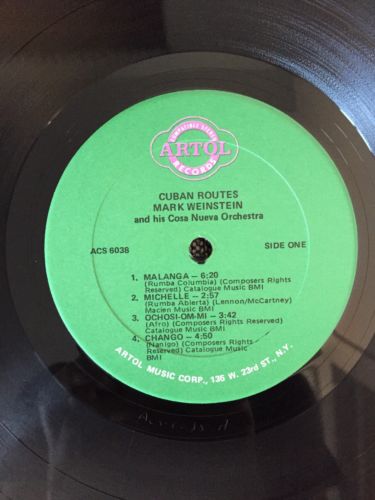 COMPATIBLE STEREO
ARTOL
RECORDS
CUBAN ROUTES
MARK WEINSTEIN
and his Cosa Nueva Orchestra
ACS 6038
SIDE ONE
1. MALANGA — 6:20
(Rumba Columbia) (Composers Rights
Reserved) Catalogue Music BMI
2. MICHELLE — 2:57
(Rumba Abierta) (Lennon/McCartney)
Maclen Music BMI
3. OCHOSI-OM-MI — 3:42
(Afro) (Composers Rights Reserved)
Catalogue Music BMI
4. CHANGO — 4:50
(Nanigo) (Composers Rights
Reserved) Catalogue Music
BMI
ARTOL MUSIC CORP., 136 W. 23rd ST., N.Y.